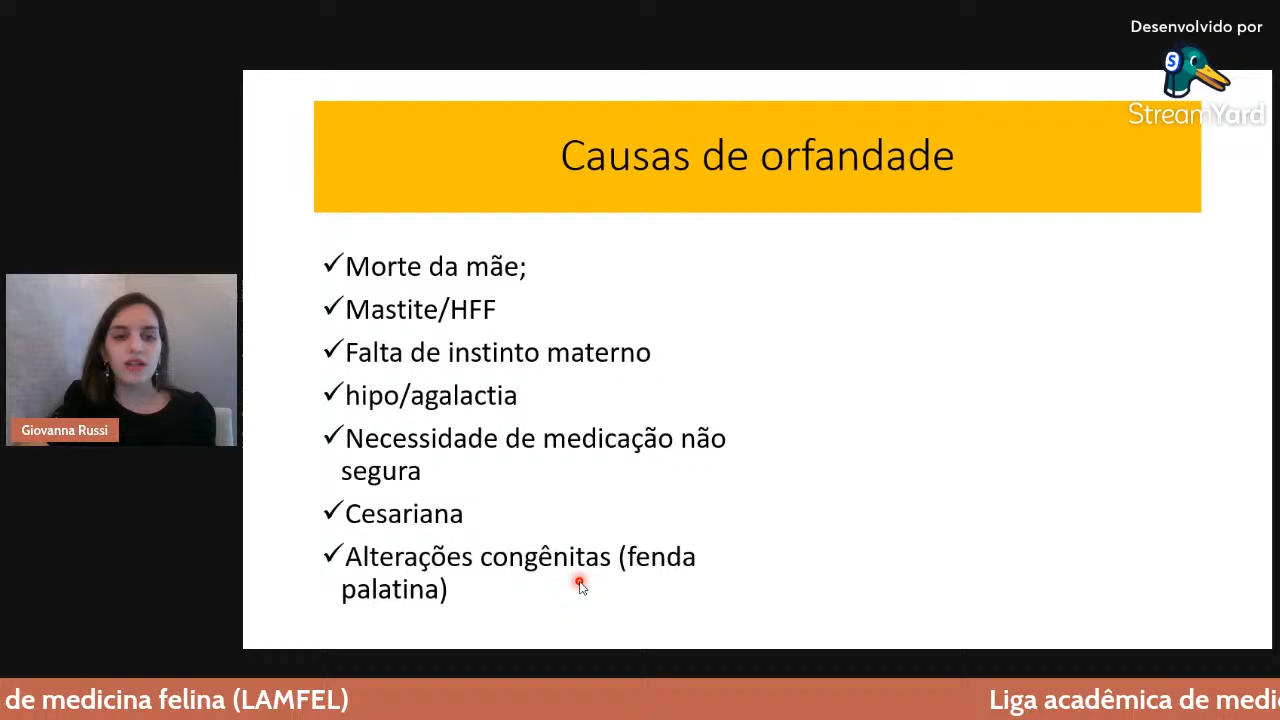 Desenvolvido por
StreamYard
Causas de orfandade
✓Morte da mãe;
✓Mastite/HFF
✓Falta de instinto materno
✓hipo/agalactia
✓Necessidade de medicação não
segura
✓Cesariana
✓Alterações congênitas (fenda
palatina)
Giovanna Russi
de medicina felina (LAMFEL)
Liga acadêmica de medi